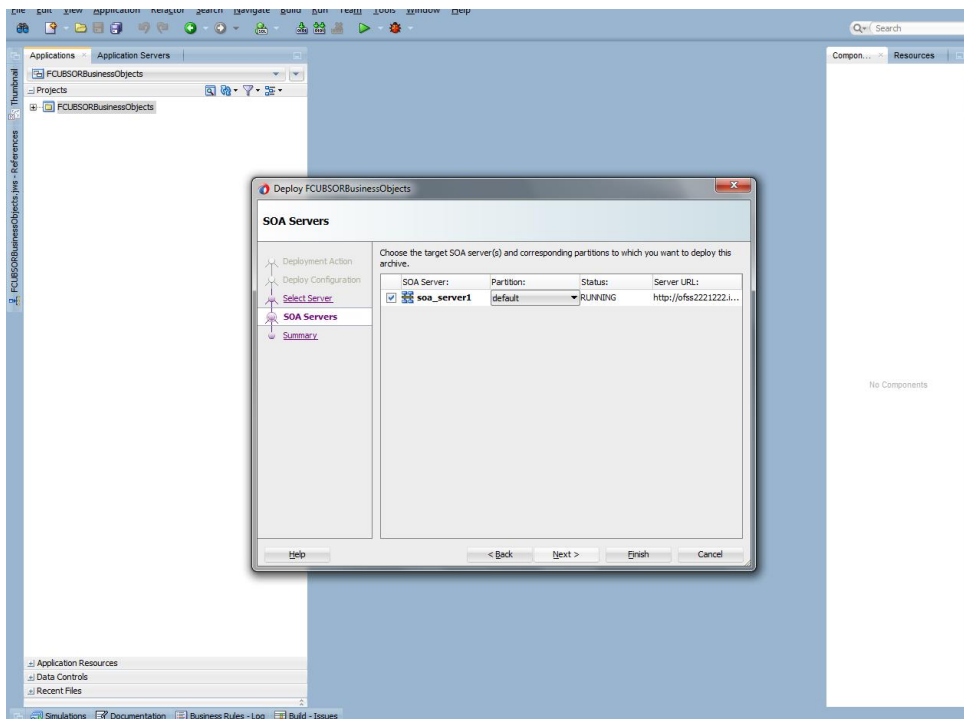 File Edit View Application Refactor Search Navigate Build Run Team Tools Window Help
Search
Applications Application Servers
Compon... Resources
FCUBSORBusinessObjects
Projects
FCUBSORBusinessObjects
Thumbnail
FCUBSORBusinessObjects.jws - References
Deploy FCUBSORBusinessObjects
SOA Servers
Deployment Action
Deploy Configuration
Select Server
SOA Servers
Summary
Choose the target SOA server(s) and corresponding partitions to which you want to deploy this
archive.
SOA Server: Partition: Status: Server URL:
soa_server1 default RUNNING http://ofss2221222.i...
No Components
Help < Back Next > Finish Cancel
Application Resources
Data Controls
Recent Files
Simulations Documentation Business Rules - Log Build - Issues